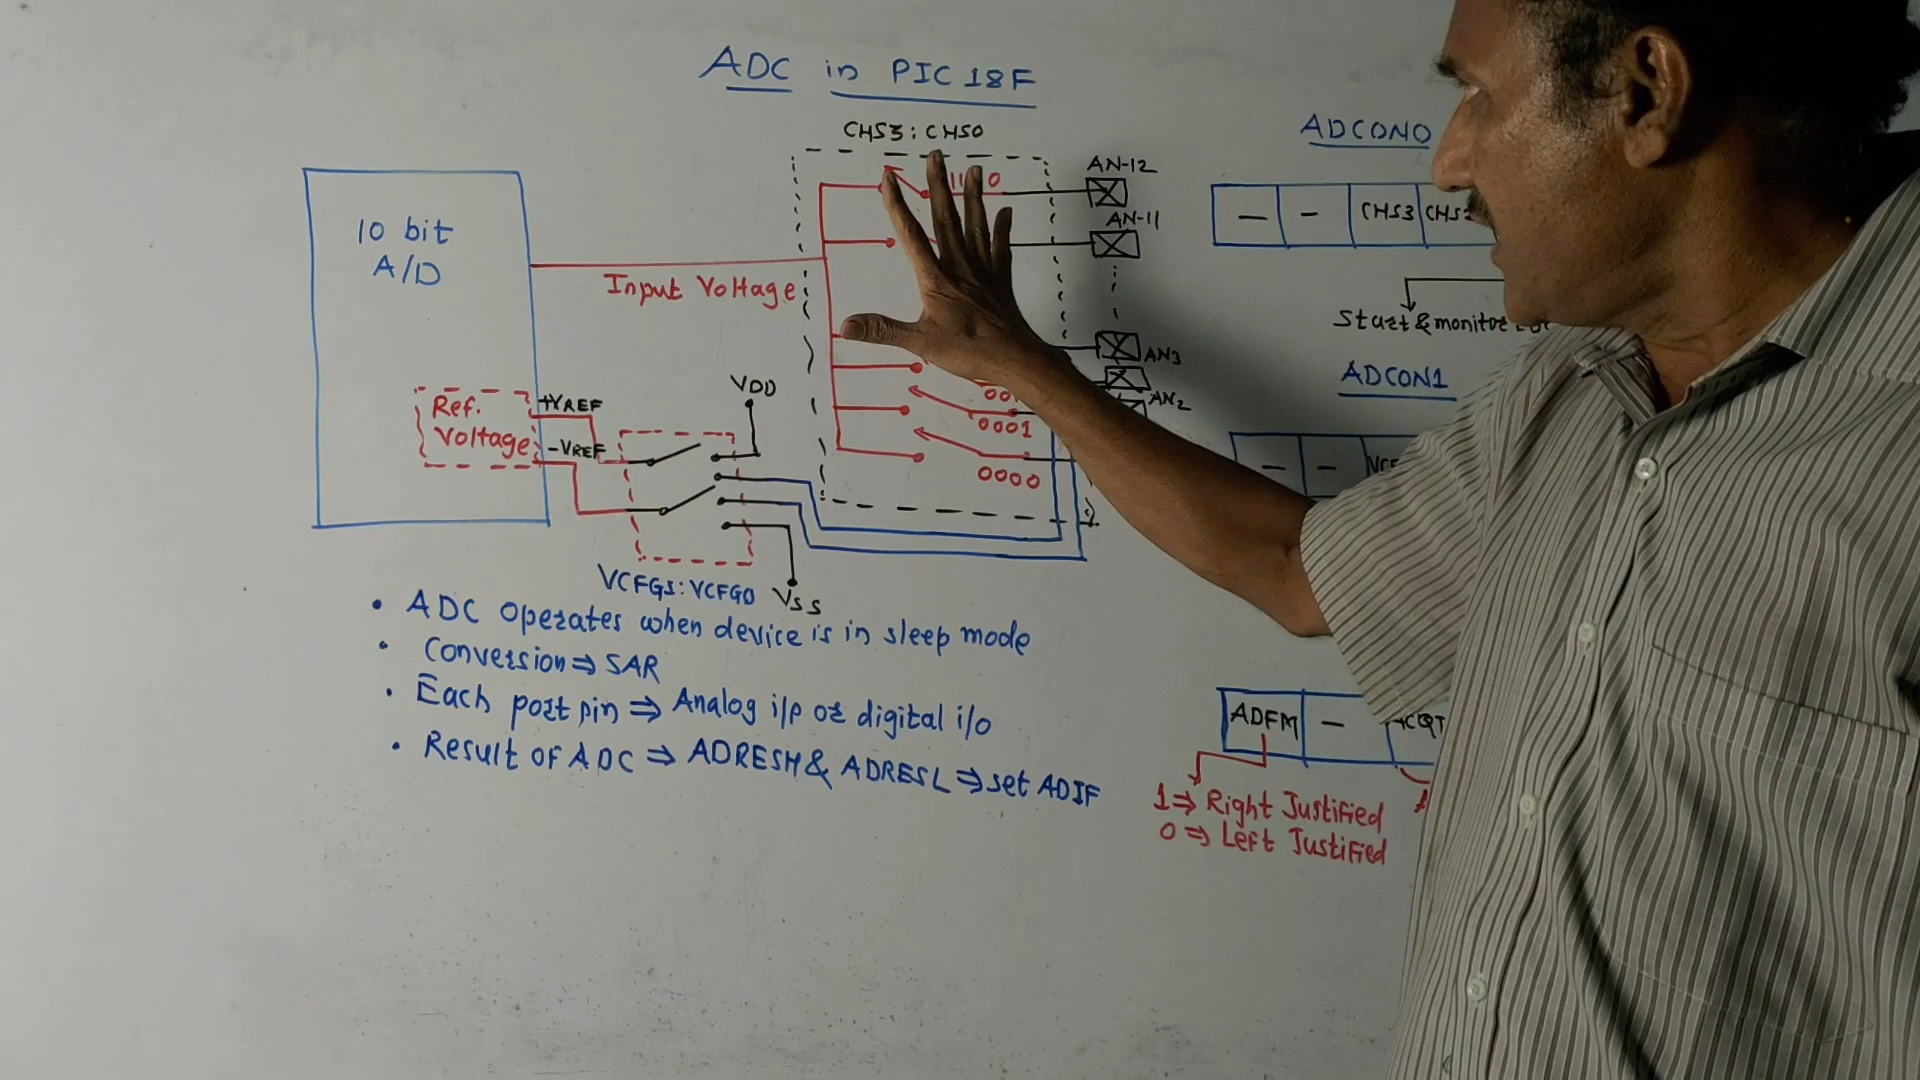 ADC in PIC18F
CHS3 : CHS0
10 bit
A/D
Input Voltage
Ref.
Voltage
+VREF
-VREF
VDD
VSS
VCFG1:VCFG0
0001
0000
AN-12
AN-11
AN3
AN2
• ADC operates when device is in sleep mode
• Conversion ⇒ SAR
• Each port pin ⇒ Analog i/p or digital i/o
• Result of ADC ⇒ ADRESH & ADRESL ⇒ set ADIF
ADCON0
— — CHS3
Start & monitor
ADCON1
— —
ADFM —
1 ⇒ Right Justified
0 ⇒ Left Justified